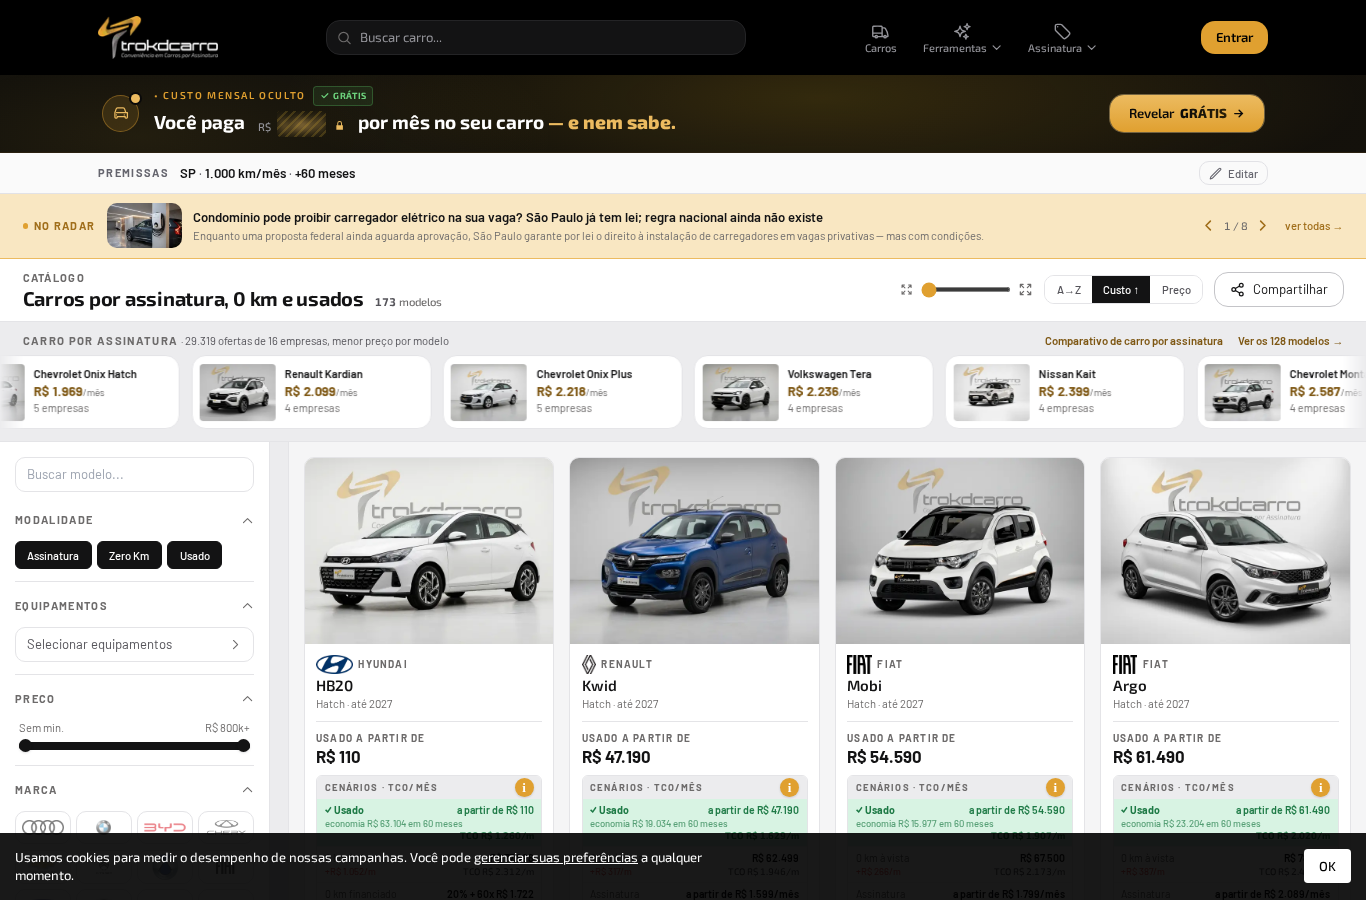 trokdcarro
Conveniência em Carros por Assinatura
Buscar carro...
Carros
Ferramentas
Assinatura
Entrar
• CUSTO MENSAL OCULTO
✓ GRÁTIS
Você paga R$ por mês no seu carro — e nem sabe.
Revelar GRÁTIS →
PREMISSAS SP · 1.000 km/mês · +60 meses
Editar
NO RADAR
Condomínio pode proibir carregador elétrico na sua vaga? São Paulo já tem lei; regra nacional ainda não existe
Enquanto uma proposta federal ainda aguarda aprovação, São Paulo garante por lei o direito à instalação de carregadores em vagas privativas — mas com condições.
1 / 8
ver todas →
CATÁLOGO
Carros por assinatura, 0 km e usados 173 modelos
A→Z
Custo ↑
Preço
Compartilhar
CARRO POR ASSINATURA · 29.319 ofertas de 16 empresas, menor preço por modelo
Comparativo de carro por assinatura
Ver os 128 modelos →
Chevrolet Onix Hatch
R$ 1.969/mês
5 empresas
Renault Kardian
R$ 2.099/mês
4 empresas
Chevrolet Onix Plus
R$ 2.218/mês
5 empresas
Volkswagen Tera
R$ 2.236/mês
4 empresas
Nissan Kait
R$ 2.399/mês
4 empresas
Chevrolet Mont
R$ 2.587/mês
4 empresas
Buscar modelo...
MODALIDADE
Assinatura
Zero Km
Usado
EQUIPAMENTOS
Selecionar equipamentos
PRECO
Sem min.
R$ 800k+
MARCA
HYUNDAI
HB20
Hatch · até 2027
USADO A PARTIR DE
R$ 110
CENÁRIOS · TCO/MÊS
✓ Usado a partir de R$ 110
economia R$ 63.104 em 60 meses
RENAULT
Kwid
Hatch · até 2027
USADO A PARTIR DE
R$ 47.190
CENÁRIOS · TCO/MÊS
✓ Usado a partir de R$ 47.190
economia R$ 19.034 em 60 meses
R$ 62.499
FIAT
FIAT
Mobi
Hatch · até 2027
USADO A PARTIR DE
R$ 54.590
CENÁRIOS · TCO/MÊS
✓ Usado a partir de R$ 54.590
economia R$ 15.977 em 60 meses
R$ 67.500
FIAT
FIAT
Argo
Hatch · até 2027
USADO A PARTIR DE
R$ 61.490
CENÁRIOS · TCO/MÊS
✓ Usado a partir de R$ 61.490
economia R$ 23.204 em 60 meses
Usamos cookies para medir o desempenho de nossas campanhas. Você pode gerenciar suas preferências a qualquer
momento.
OK